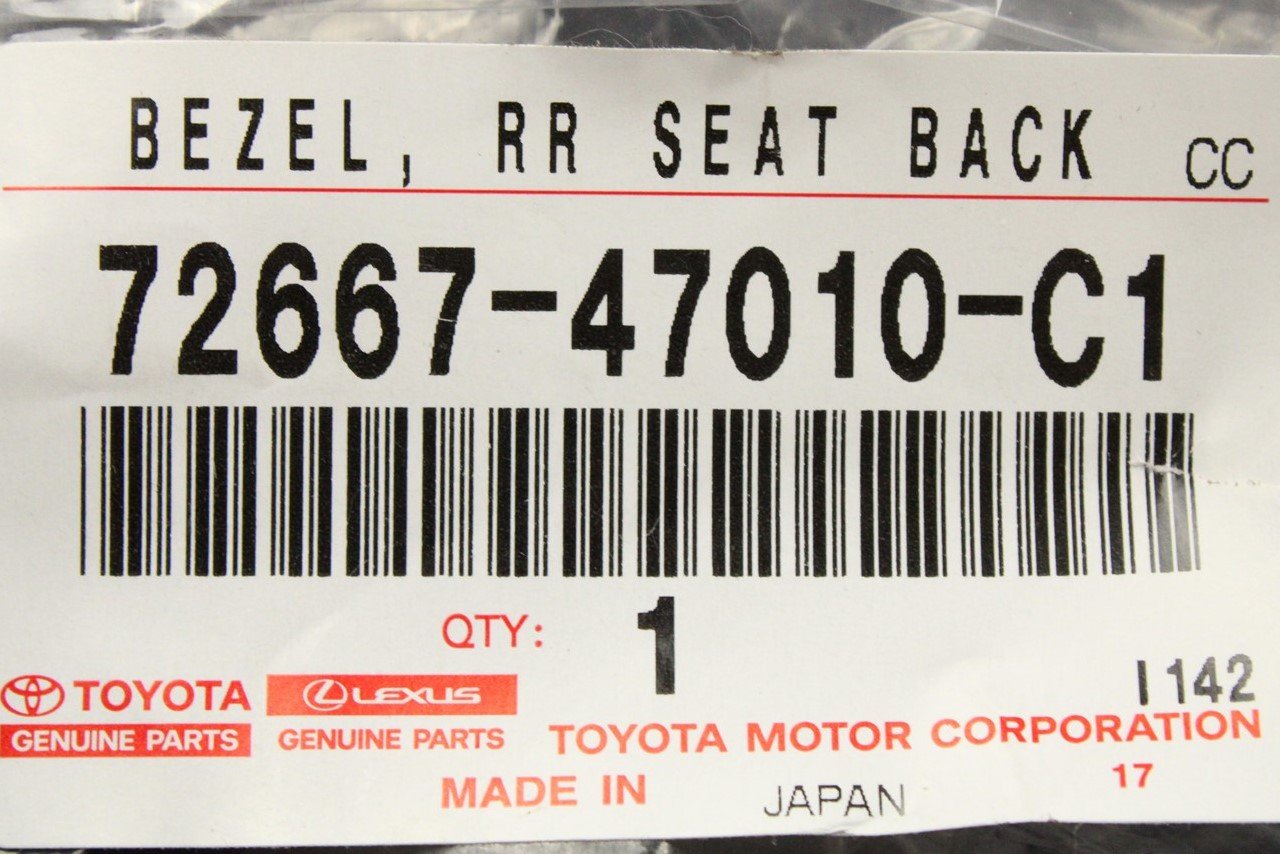 BEZEL, RR SEAT BACK CC
72667-47010-C1
QTY: 1
I 142
TOYOTA LEXUS
GENUINE PARTS GENUINE PARTS
TOYOTA MOTOR CORPORATION
17
MADE IN JAPAN